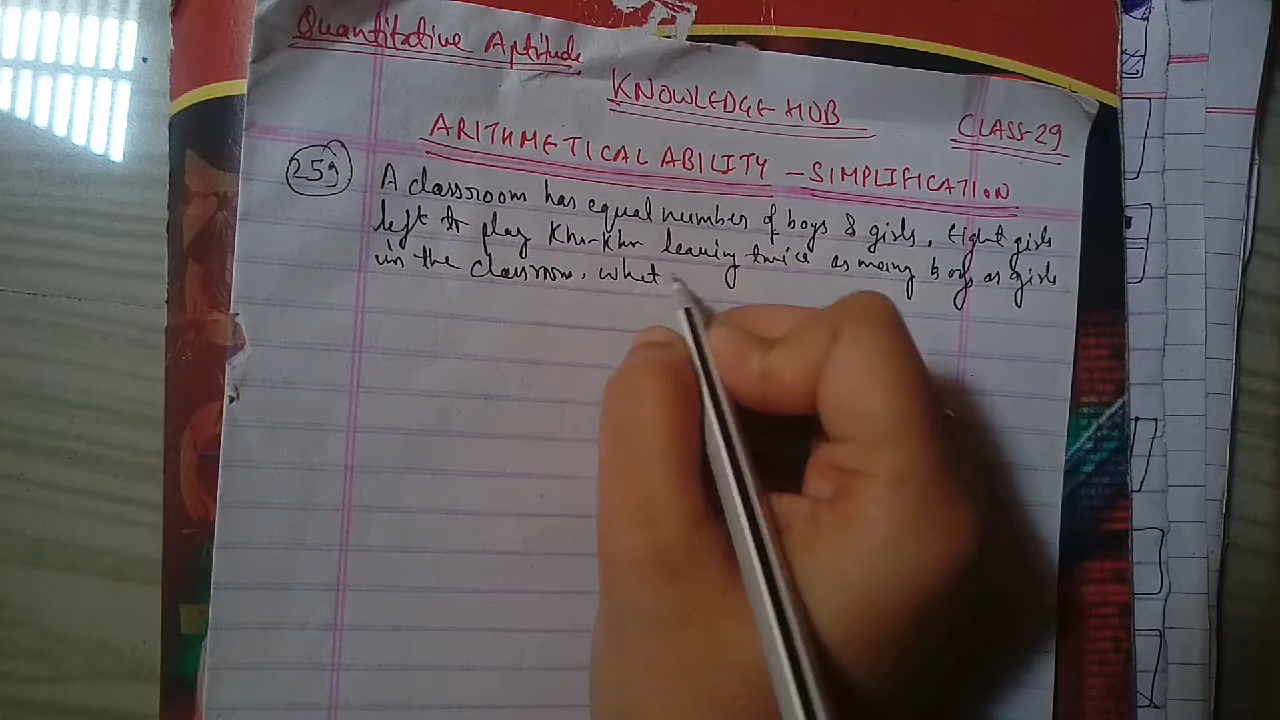 Quantitative Aptitude
KNOWLEDGE HUB
CLASS-29
ARITHMETICAL ABILITY - SIMPLIFICATION
259 A classroom has equal number of boys & girls, Eight girls
left to play Kho-Kho leaving twice as many boys as girls
in the classroom, what